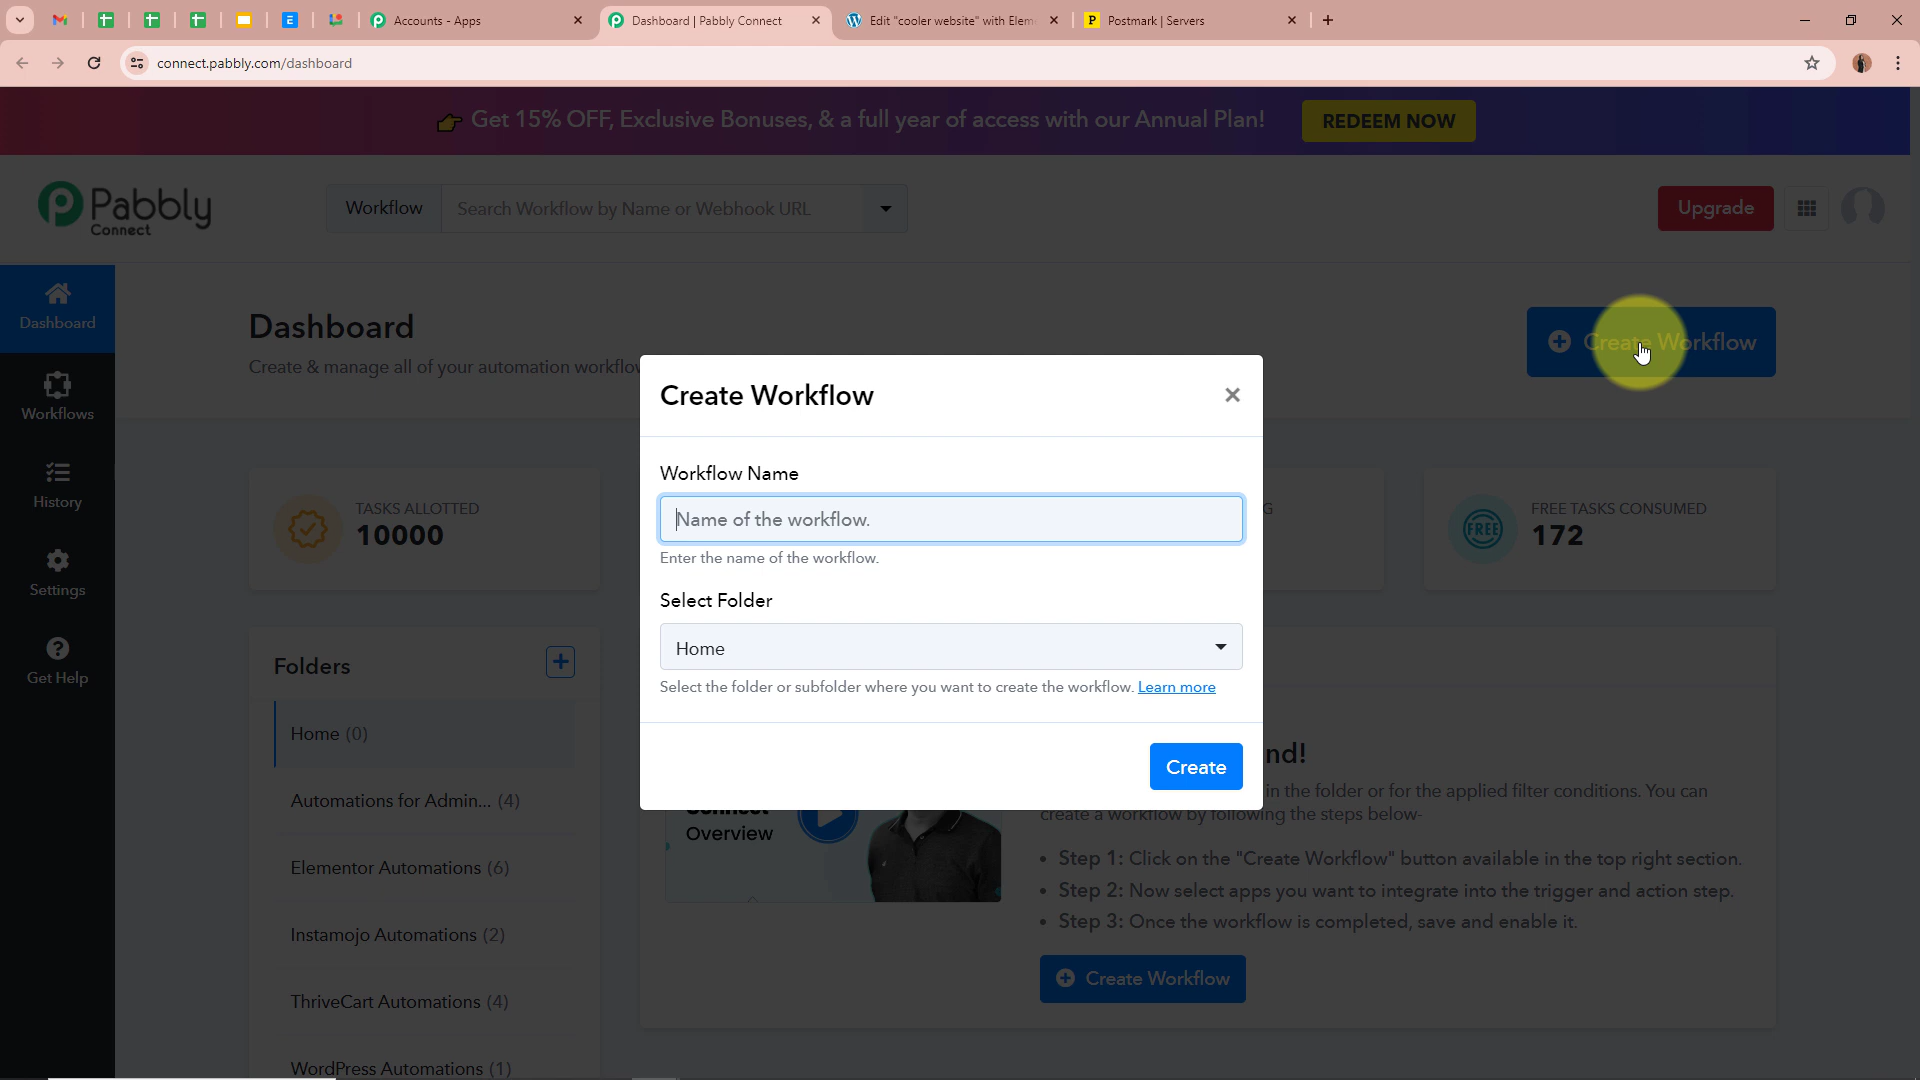 Accounts - Apps
Dashboard | Pabbly Connect
Edit "cooler website" with Elem
Postmark | Servers
connect.pabbly.com/dashboard
Get 15% OFF, Exclusive Bonuses, & a full year of access with our Annual Plan!
REDEEM NOW
Pabbly
Connect
Workflow
Search Workflow by Name or Webhook URL
Upgrade
Dashboard
Workflows
History
Settings
Get Help
Dashboard
Create & manage all of your automation workflo
Create Workflow
TASKS ALLOTTED
10000
G
FREE TASKS CONSUMED
172
FREE
Folders
Home (0)
Automations for Admin... (4)
Elementor Automations (6)
Instamojo Automations (2)
ThriveCart Automations (4)
WordPress Automations (1)
Create Workflow
Workflow Name
Name of the workflow.
Enter the name of the workflow.
Select Folder
Home
Select the folder or subfolder where you want to create the workflow. Learn more
Create
Connect
Overview
nd!
in the folder or for the applied filter conditions. You can
create a workflow by following the steps below-
• Step 1: Click on the "Create Workflow" button available in the top right section.
• Step 2: Now select apps you want to integrate into the trigger and action step.
• Step 3: Once the workflow is completed, save and enable it.
Create Workflow